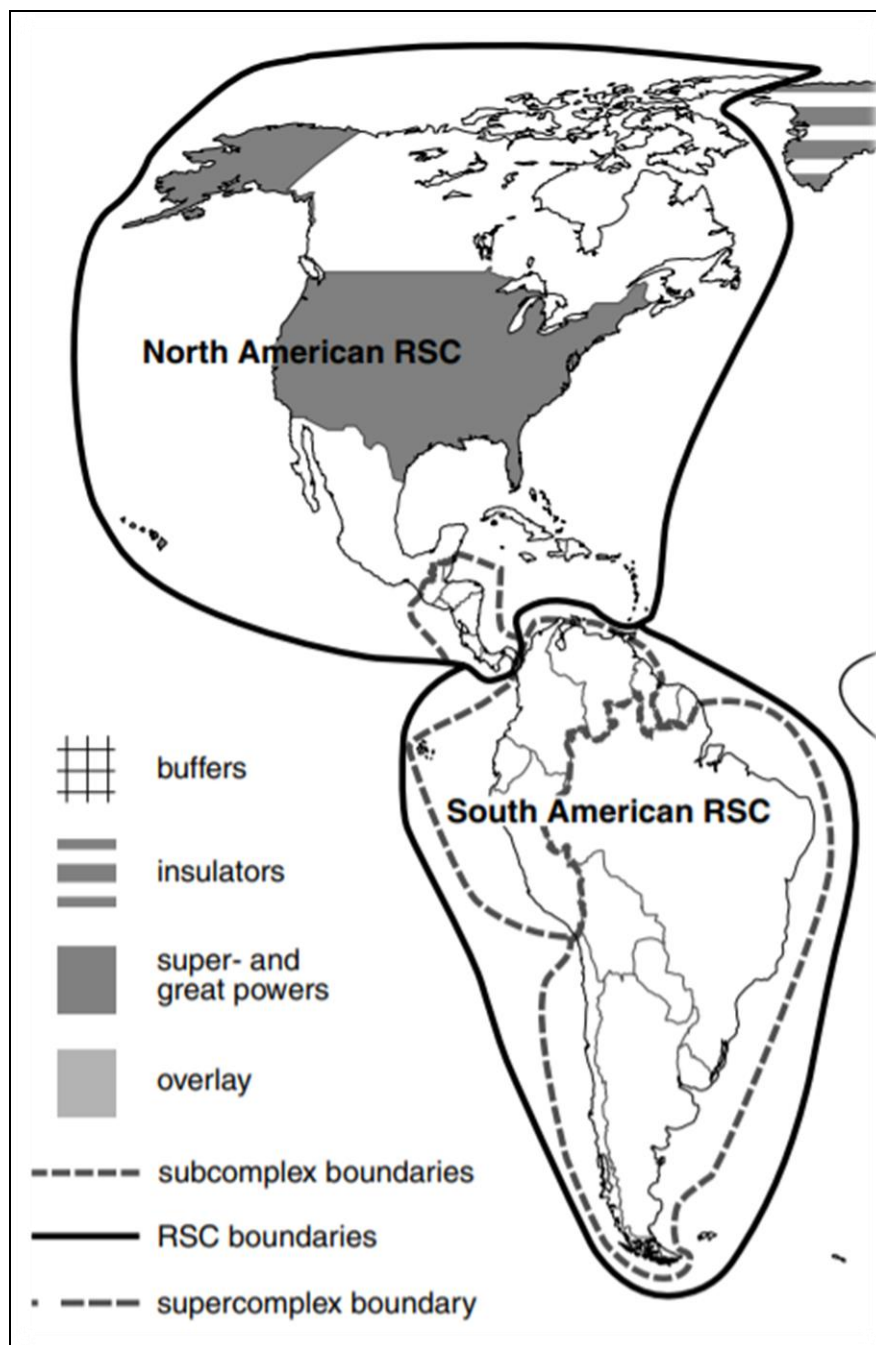 North American RSC
buffers
South American RSC
insulators
super- and
great powers
overlay
subcomplex boundaries
RSC boundaries
supercomplex boundary